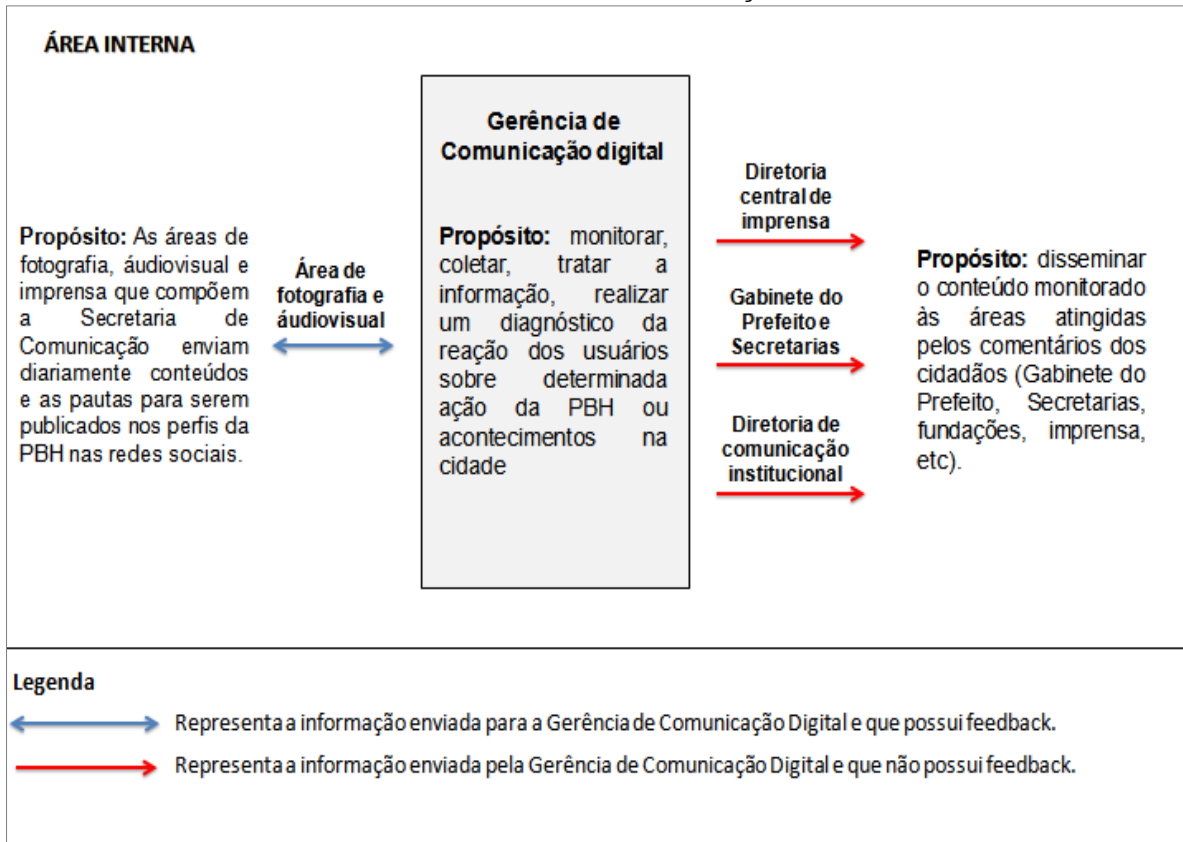 ÁREA INTERNA
Propósito: As áreas de
fotografia, áudiovisual e
imprensa que compõem
a Secretaria de
Comunicação enviam
diariamente conteúdos
e as pautas para serem
publicados nos perfis da
PBH nas redes sociais.
Área de
fotografia e
áudiovisual
Gerência de
Comunicação digital
Propósito: monitorar,
coletar, tratar a
informação, realizar
um diagnóstico da
reação dos usuários
sobre determinada
ação da PBH ou
acontecimentos na
cidade
Diretoria
central de
imprensa
Gabinete do
Prefeito e
Secretarias
Diretoria de
comunicação
institucional
Propósito: disseminar
o conteúdo monitorado
às áreas atingidas
pelos comentários dos
cidadãos (Gabinete do
Prefeito, Secretarias,
fundações, imprensa,
etc).
Legenda
Representa a informação enviada para a Gerência de Comunicação Digital e que possui feedback.
Representa a informação enviada pela Gerência de Comunicação Digital e que não possui feedback.